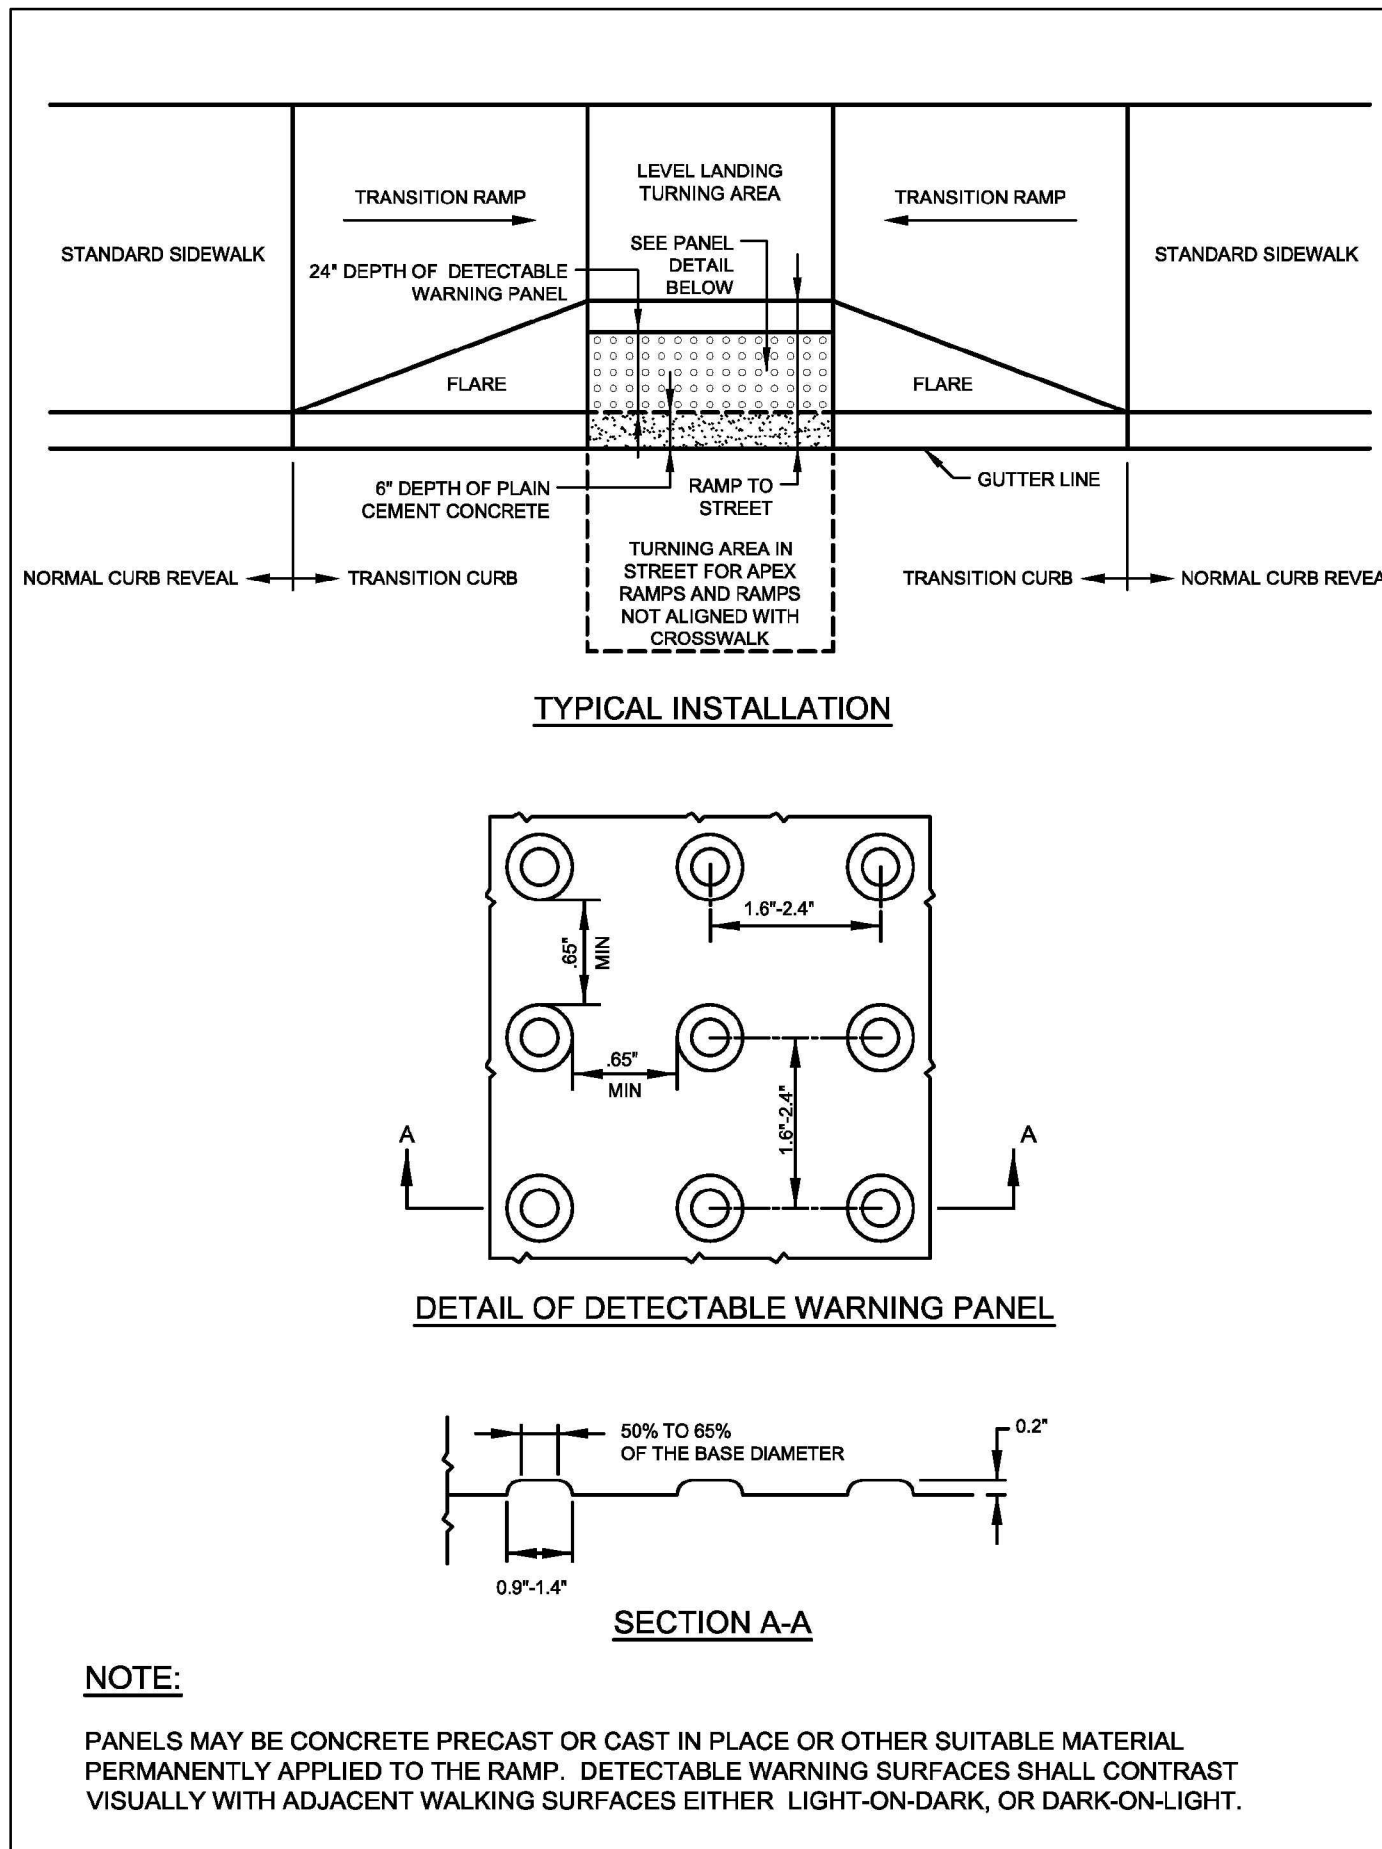 LEVEL LANDING
TURNING AREA
TRANSITION RAMP
TRANSITION RAMP
STANDARD SIDEWALK
SEE PANEL
DETAIL
BELOW
STANDARD SIDEWALK
24" DEPTH OF DETECTABLE
WARNING PANEL
FLARE
FLARE
6" DEPTH OF PLAIN
CEMENT CONCRETE
RAMP TO
STREET
GUTTER LINE
TURNING AREA IN
STREET FOR APEX
RAMPS AND RAMPS
NOT ALIGNED WITH
CROSSWALK
NORMAL CURB REVEAL
TRANSITION CURB
TRANSITION CURB
NORMAL CURB REVEA
TYPICAL INSTALLATION
1.6"-2.4"
.65"
MIN
.65"
MIN
1.6"-2.4"
A
A
DETAIL OF DETECTABLE WARNING PANEL
50% TO 65%
OF THE BASE DIAMETER
0.2"
0.9"-1.4"
SECTION A-A
NOTE:
PANELS MAY BE CONCRETE PRECAST OR CAST IN PLACE OR OTHER SUITABLE MATERIAL
PERMANENTLY APPLIED TO THE RAMP. DETECTABLE WARNING SURFACES SHALL CONTRAST
VISUALLY WITH ADJACENT WALKING SURFACES EITHER LIGHT-ON-DARK, OR DARK-ON-LIGHT.